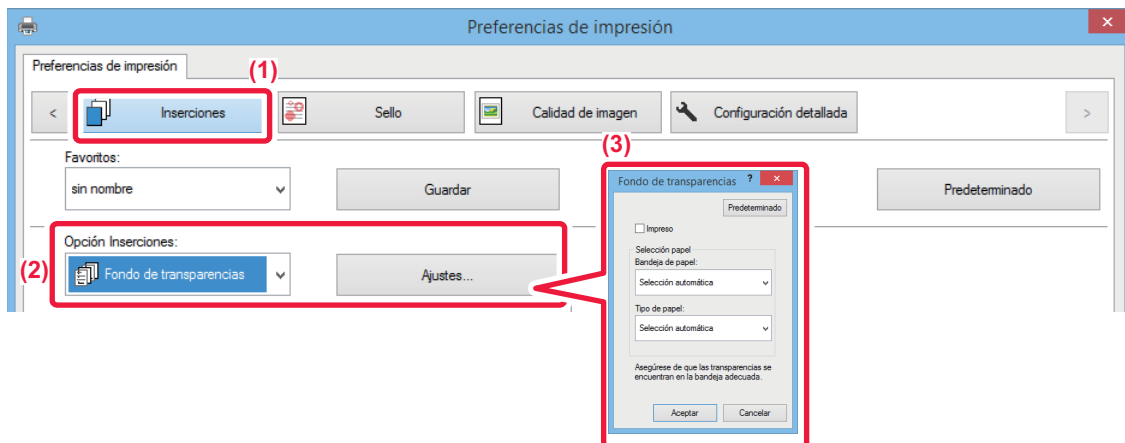 Preferencias de impresión
Preferencias de impresión
(1)
<
Inserciones
Sello
Calidad de imagen
Configuración detallada
>
Favoritos:
sin nombre
Guardar
Predeterminado
(2)
Opción Inserciones:
Fondo de transparencias
Ajustes...
(3)
Fondo de transparencias ?
Predeterminado
Impreso
Selección papel
Bandeja de papel:
Selección automática
Tipo de papel:
Selección automática
Asegúrese de que las transparencias se
encuentran en la bandeja adecuada.
Aceptar
Cancelar